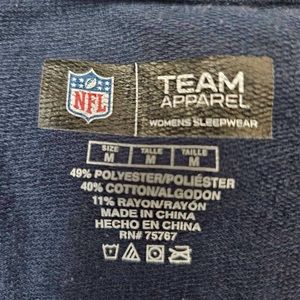 NFL
TEAM
APPAREL
WOMENS SLEEPWEAR
SIZE TALLE TAILLE
M M M
49% POLYESTER/POLIÉSTER
40% COTTON/ALGODON
11% RAYON/RAYÓN
MADE IN CHINA
HECHO EN CHINA
RN# 75767